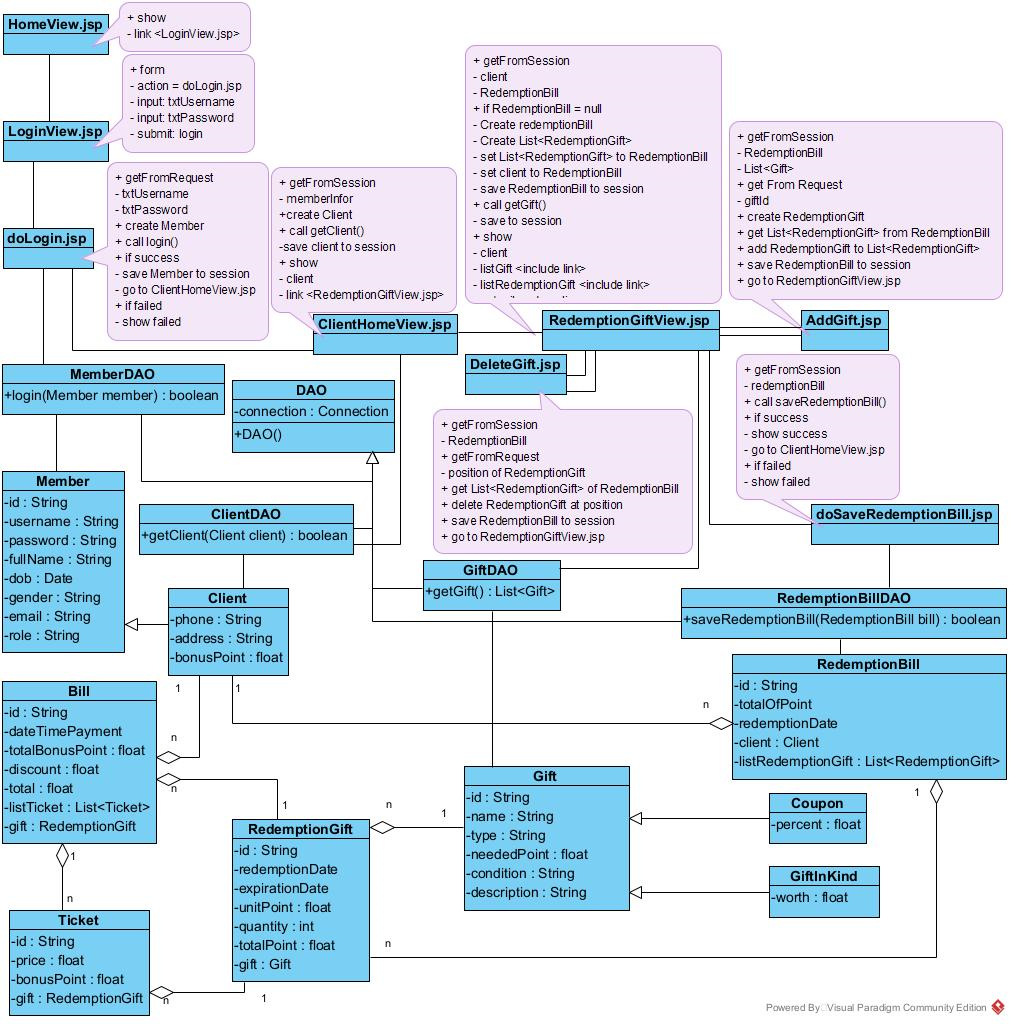 HomeView.jsp
+ show
- link <LoginView.jsp>
LoginView.jsp
+ form
- action = doLogin.jsp
- input: txtUsername
- input: txtPassword
- submit: login
doLogin.jsp
+ getFromRequest
- txtUsername
- txtPassword
+ create Member
+ call login()
+ if success
- save Member to session
- go to ClientHomeView.jsp
+ if failed
- show failed
+ getFromSession
- memberInfor
+create Client
+ call getClient()
-save client to session
+ show
- client
- link <RedemptionGiftView.jsp>
ClientHomeView.jsp
+ getFromSession
- client
- RedemptionBill
+ if RedemptionBill = null
- Create redemptionBill
- Create List<RedemptionGift>
- set List<RedemptionGift> to RedemptionBill
- set client to RedemptionBill
- save RedemptionBill to session
+ call getGift()
- save to session
+ show
- client
- listGift <include link>
- listRedemptionGift <include link>
RedemptionGiftView.jsp
+ getFromSession
- RedemptionBill
- List<Gift>
+ get From Request
- giftId
+ create RedemptionGift
+ get List<RedemptionGift> from RedemptionBill
+ add RedemptionGift to List<RedemptionGift>
+ save RedemptionBill to session
+ go to RedemptionGiftView.jsp
AddGift.jsp
DeleteGift.jsp
+ getFromSession
- RedemptionBill
+ getFromRequest
- position of RedemptionGift
+ get List<RedemptionGift> of RedemptionBill
+ delete RedemptionGift at position
+ save RedemptionBill to session
+ go to RedemptionGiftView.jsp
+ getFromSession
- redemptionBill
+ call saveRedemptionBill()
+ if success
- show success
- go to ClientHomeView.jsp
+ if failed
- show failed
doSaveRedemptionBill.jsp
MemberDAO
+login(Member member) : boolean
DAO
-connection : Connection
+DAO()
Member
-id : String
-username : String
-password : String
-fullName : String
-dob : Date
-gender : String
-email : String
-role : String
ClientDAO
+getClient(Client client) : boolean
GiftDAO
+getGift() : List<Gift>
Client
-phone : String
-address : String
-bonusPoint : float
RedemptionBillDAO
+saveRedemptionBill(RedemptionBill bill) : boolean
RedemptionBill
-id : String
-totalOfPoint
-redemptionDate
-client : Client
-listRedemptionGift : List<RedemptionGift>
1
1
n
n
n
1
1
n
n
1
n
1
n
1
n
Bill
-id : String
-dateTimePayment
-totalBonusPoint : float
-discount : float
-total : float
-listTicket : List<Ticket>
-gift : RedemptionGift
Gift
-id : String
-name : String
-type : String
-neededPoint : float
-condition : String
-description : String
Coupon
-percent : float
GiftInKind
-worth : float
RedemptionGift
-id : String
-redemptionDate
-expirationDate
-unitPoint : float
-quantity : int
-totalPoint : float
-gift : Gift
Ticket
-id : String
-price : float
-bonusPoint : float
-gift : RedemptionGift
Powered By Visual Paradigm Community Edition